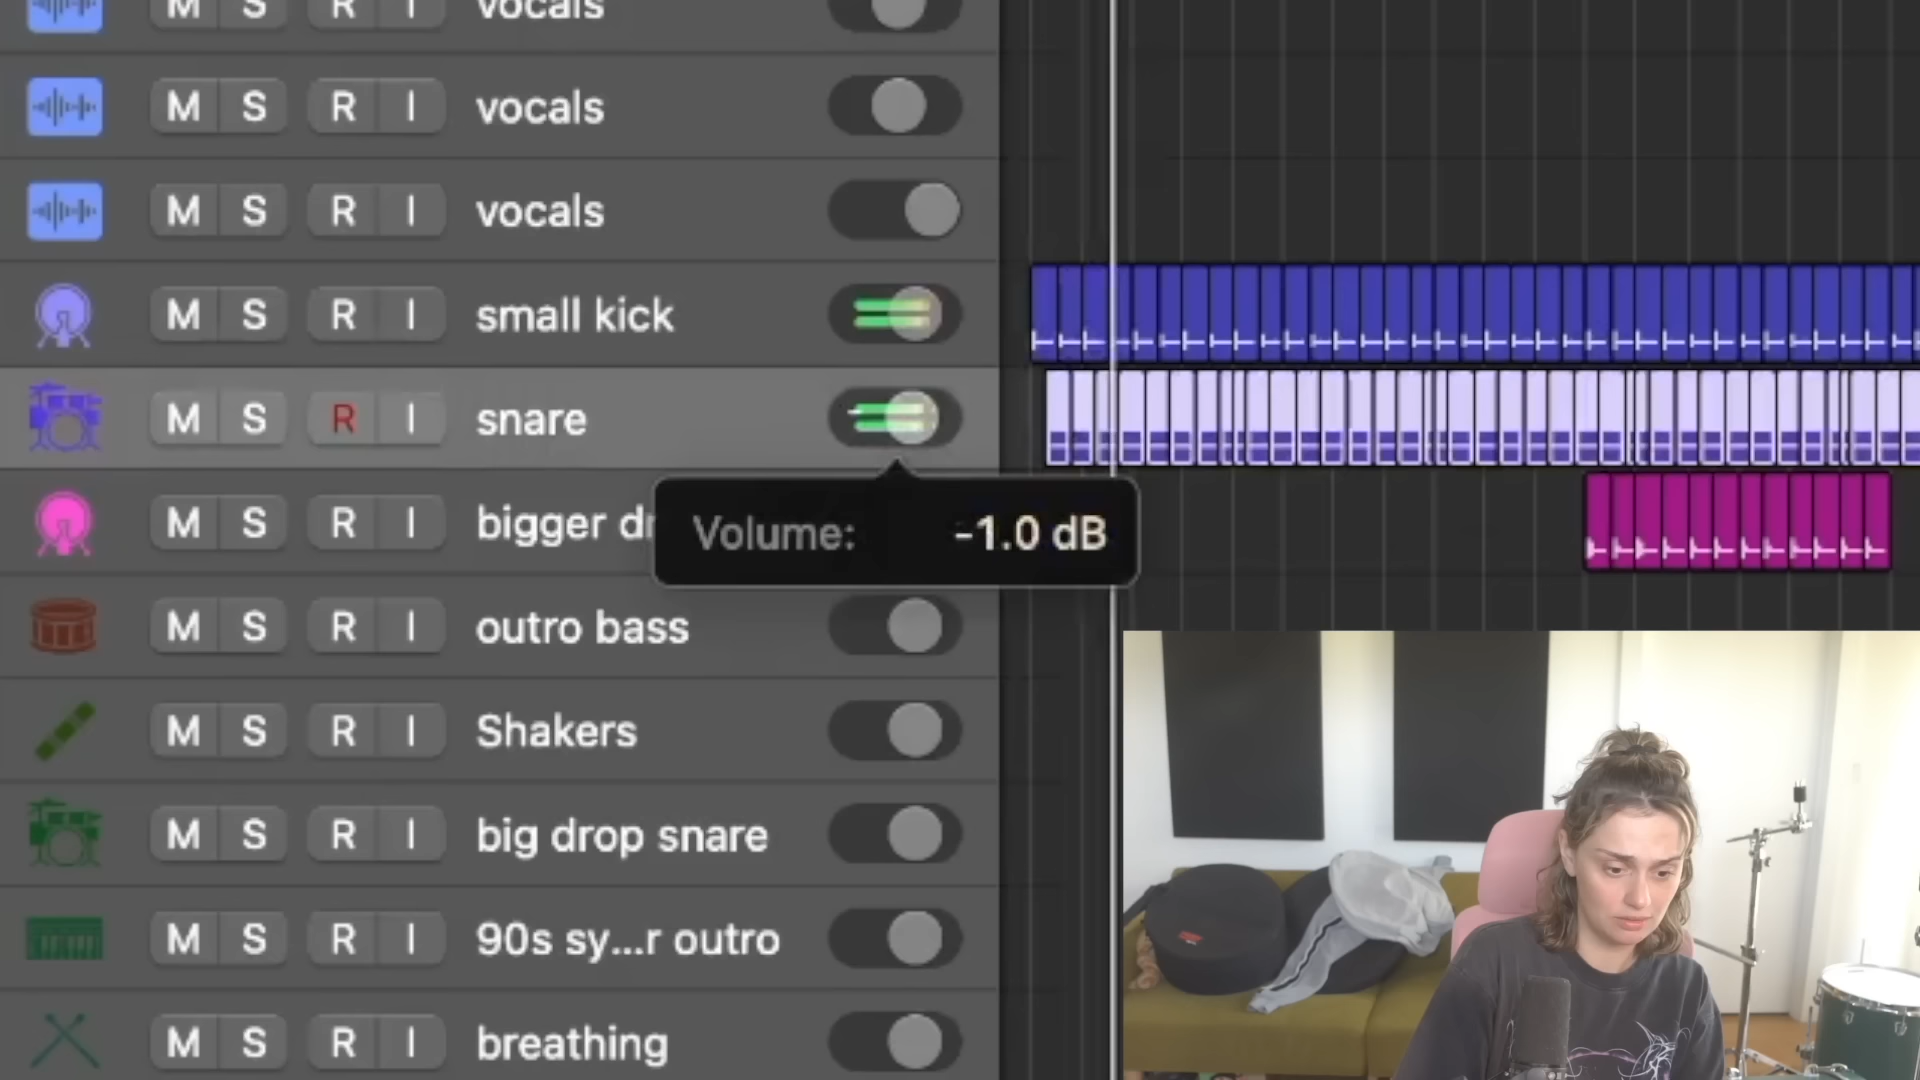 M S R I vocals
M S R I vocals
M S R I vocals
M S R I small kick
M S R I snare
M S R I bigger dr
Volume: -1.0 dB
M S R I outro bass
M S R I Shakers
M S R I big drop snare
M S R I 90s sy...r outro
M S R I breathing